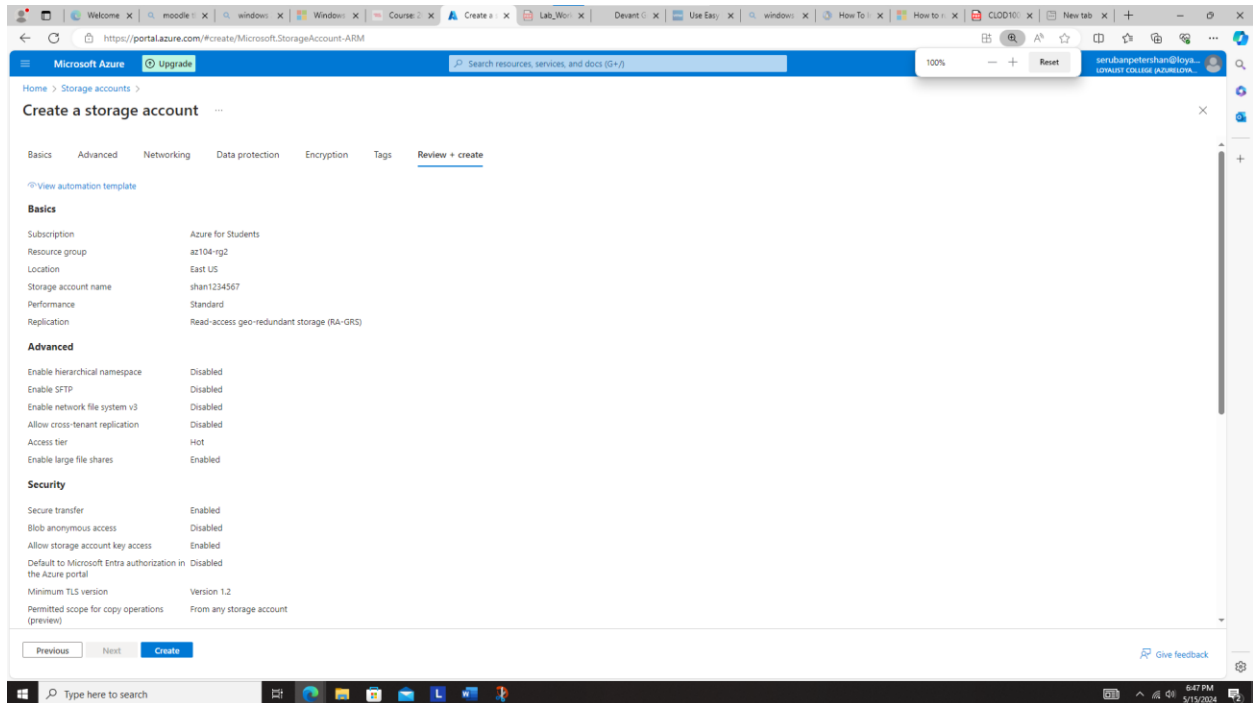 Welcome
moodle
windows
Windows
Course: 2
Create a s
Lab_Wor
Devant G
Use Easy
windows
How To
How to
CLOD10
New tab
https://portal.azure.com/#create/Microsoft.StorageAccount-ARM
Microsoft Azure
Upgrade
Search resources, services, and docs (G+/)
100%
Reset
serubanpetershan@loya...
LOYALIST COLLEGE (AZURELOYA...
Home > Storage accounts >
Create a storage account ...
Basics Advanced Networking Data protection Encryption Tags Review + create
View automation template
Basics
Subscription Azure for Students
Resource group az104-rg2
Location East US
Storage account name shan1234567
Performance Standard
Replication Read-access geo-redundant storage (RA-GRS)
Advanced
Enable hierarchical namespace Disabled
Enable SFTP Disabled
Enable network file system v3 Disabled
Allow cross-tenant replication Disabled
Access tier Hot
Enable large file shares Enabled
Security
Secure transfer Enabled
Blob anonymous access Disabled
Allow storage account key access Enabled
Default to Microsoft Entra authorization in Disabled
the Azure portal
Minimum TLS version Version 1.2
Permitted scope for copy operations From any storage account
(preview)
Previous Next Create
Give feedback
Type here to search
6:47 PM
5/15/2024